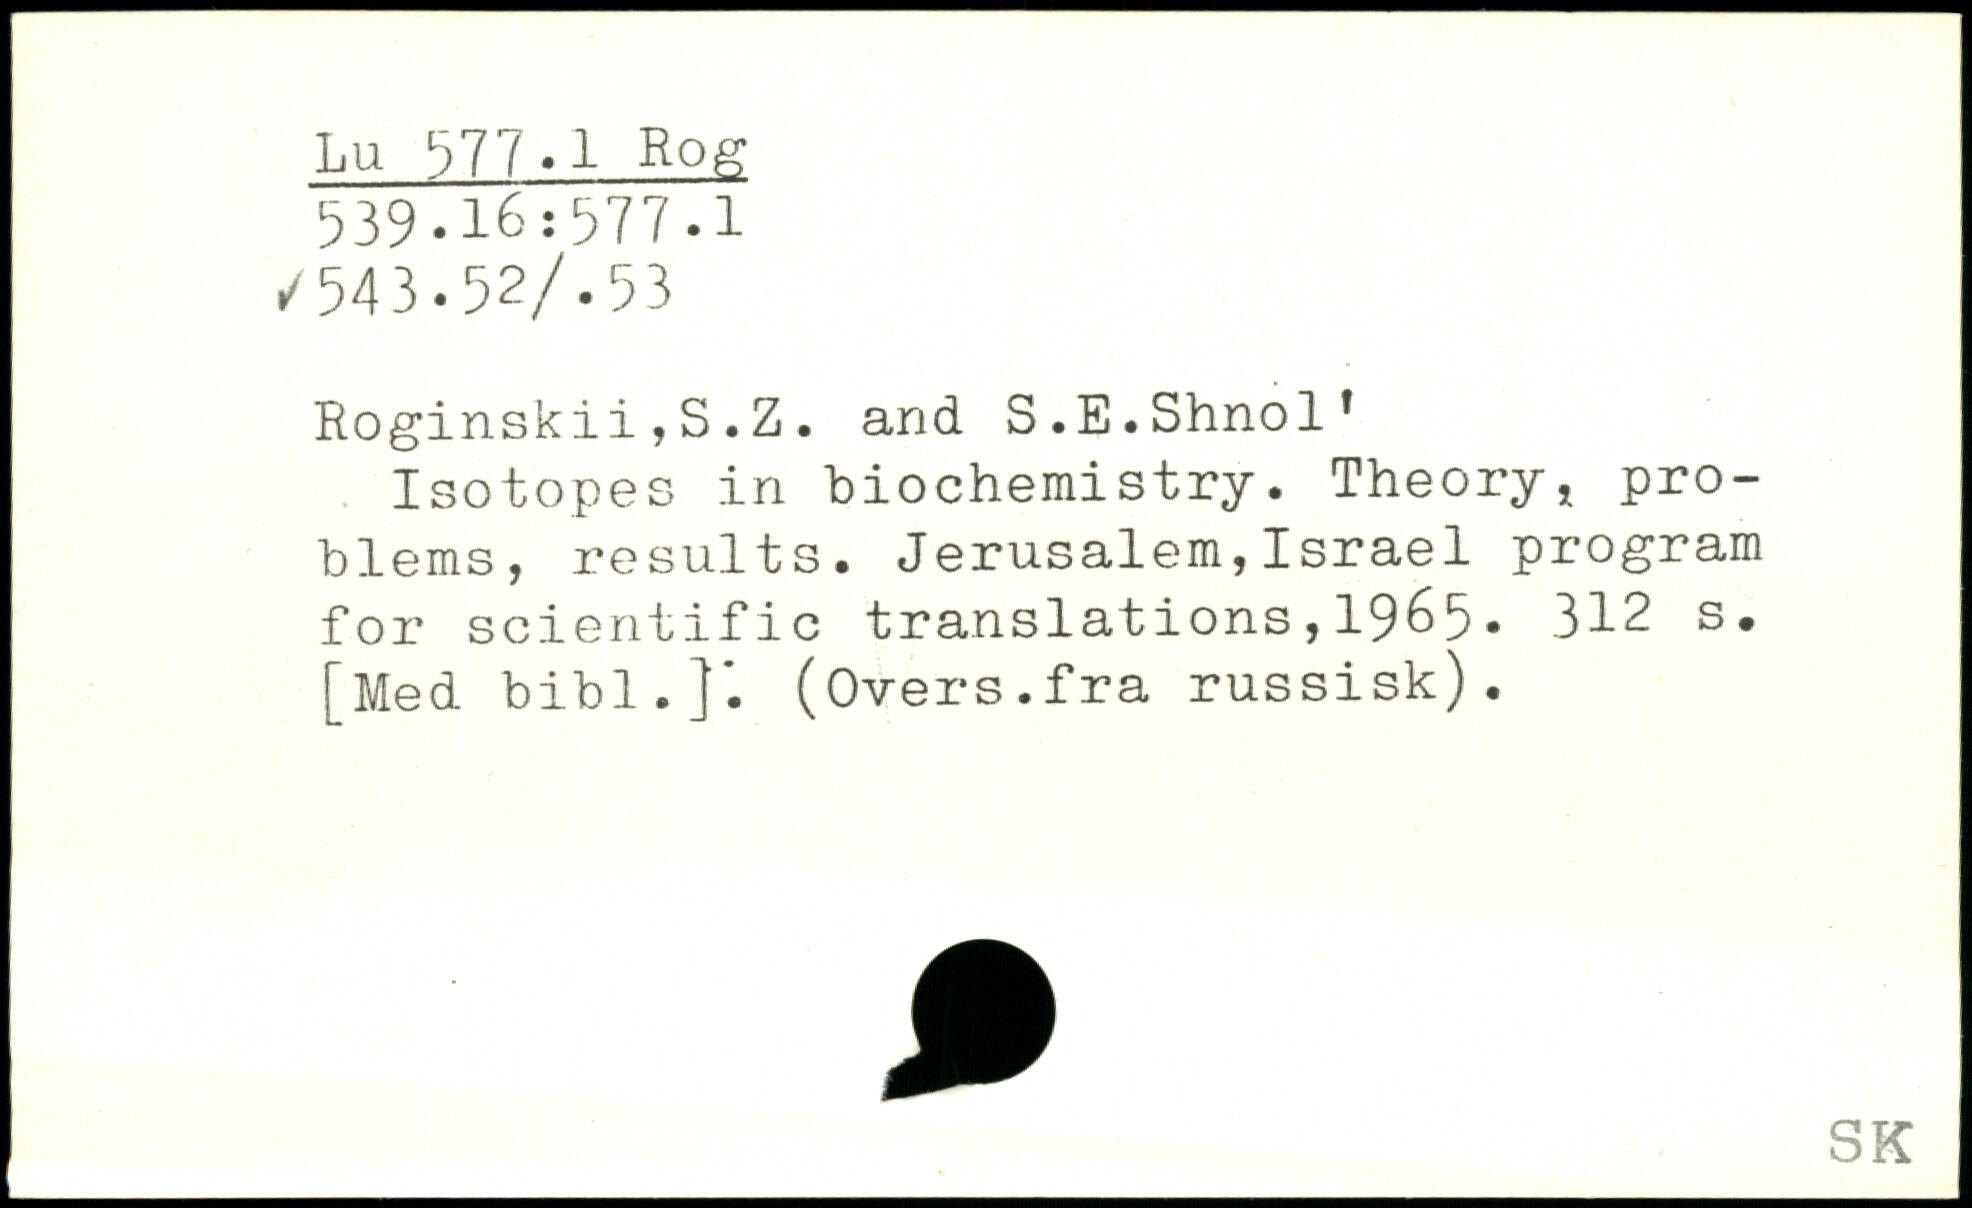 Lu 577.1 Rog
539.16:577.1
✓543.52/.53
Roginskii,S.Z. and S.E.Shnol'
Isotopes in biochemistry. Theory, pro-
blems, results. Jerusalem,Israel program
for scientific translations,1965. 312 s.
[Med bibl.]. (Overs.fra russisk).
SK